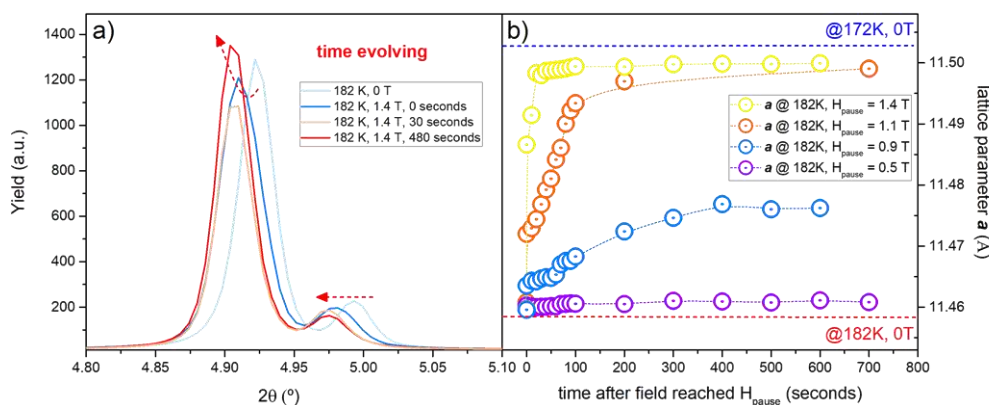 a)
time evolving
182 K, 0 T
182 K, 1.4 T, 0 seconds
182 K, 1.4 T, 30 seconds
182 K, 1.4 T, 480 seconds
Yield (a.u.)
1400
1200
1000
800
600
400
200
4.80
4.85
4.90
4.95
5.00
5.05
5.10
2θ (º)
b)
@172K, 0T
a @ 182K, Hpause = 1.4 T
a @ 182K, Hpause = 1.1 T
a @ 182K, Hpause = 0.9 T
a @ 182K, Hpause = 0.5 T
@182K, 0T
11.50
11.49
11.48
11.47
11.46
lattice parameter a (A)
0 100 200 300 400 500 600 700 800
time after field reached Hpause (seconds)